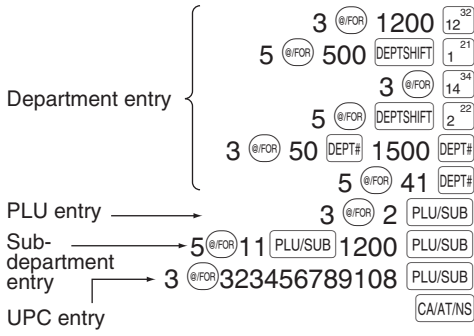 3 @/FOR 1200 12 32
5 @/FOR 500 DEPTSHIFT 1 21
Department entry 3 @/FOR 14 34
5 @/FOR DEPTSHIFT 2 22
3 @/FOR 50 DEPT# 1500 DEPT#
5 @/FOR 41 DEPT#
PLU entry 3 @/FOR 2 PLU/SUB
Sub-
department
entry 5 @/FOR 11 PLU/SUB 1200 PLU/SUB
UPC entry 3 @/FOR 323456789108 PLU/SUB
CA/AT/NS